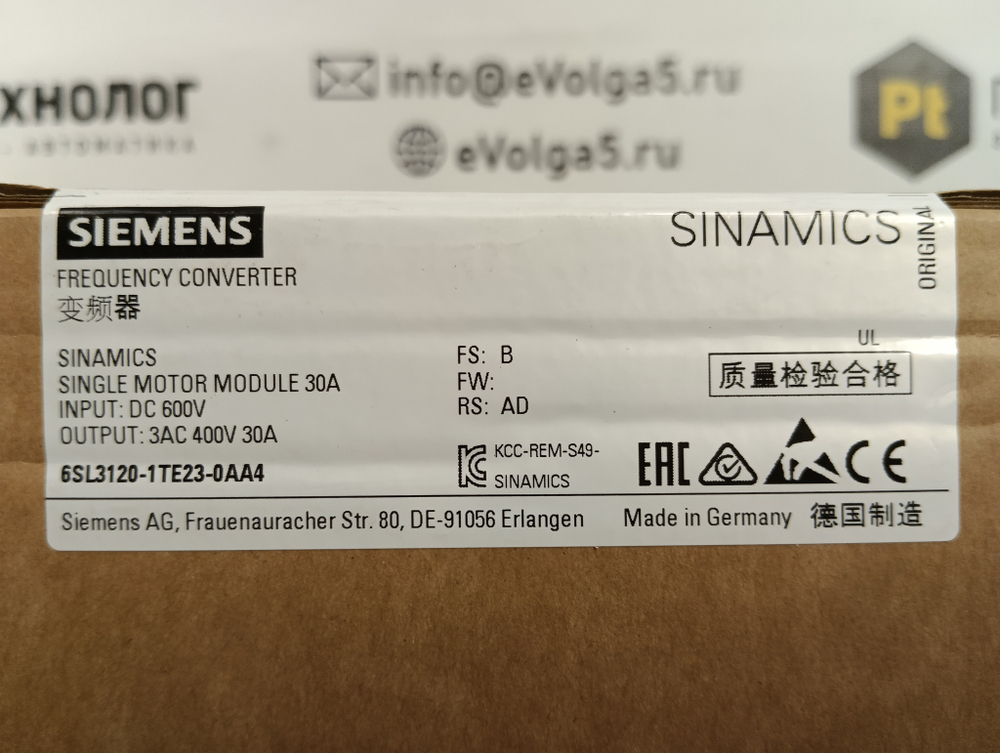 ХНОЛОГ
АВТОМАТИКА
info@eVolga5.ru
eVolga5.ru
Pt
SIEMENS
SINAMICS
ORIGINAL
FREQUENCY CONVERTER
变频器
SINAMICS
SINGLE MOTOR MODULE 30A
INPUT: DC 600V
OUTPUT: 3AC 400V 30A
6SL3120-1TE23-0AA4
FS: B
FW:
RS: AD
UL
质量检验合格
KCC-REM-S49-
SINAMICS
EAC
CE
Siemens AG, Frauenauracher Str. 80, DE-91056 Erlangen
Made in Germany 德国制造